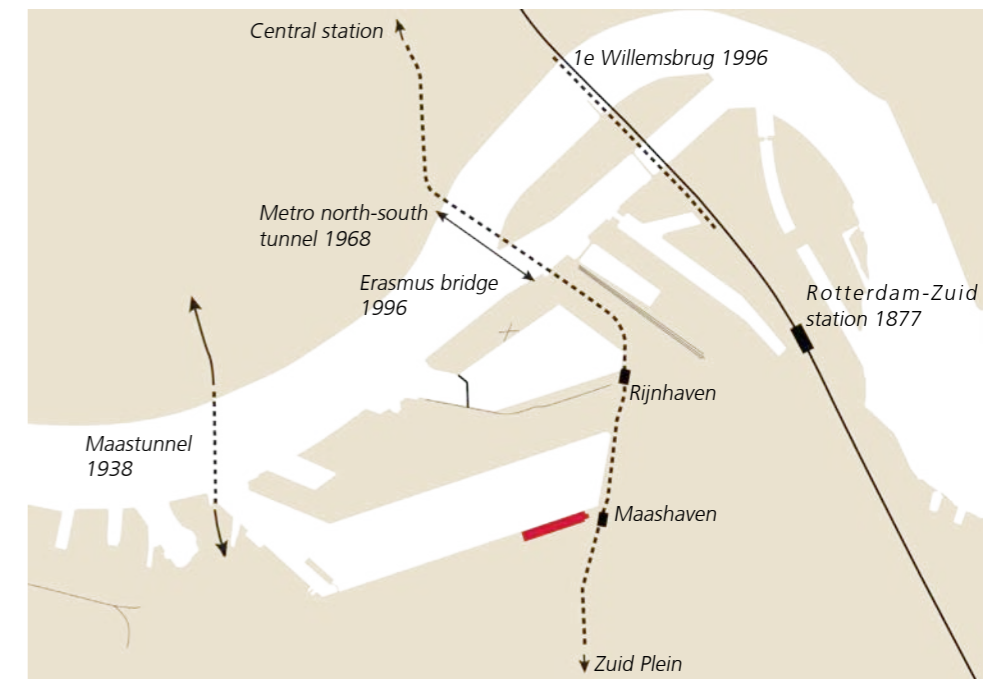 Central station
1e Willemsbrug 1996
Metro north-south
tunnel 1968
Erasmus bridge
1996
Rotterdam-Zuid
station 1877
Rijnhaven
Maastunnel
1938
Maashaven
Zuid Plein